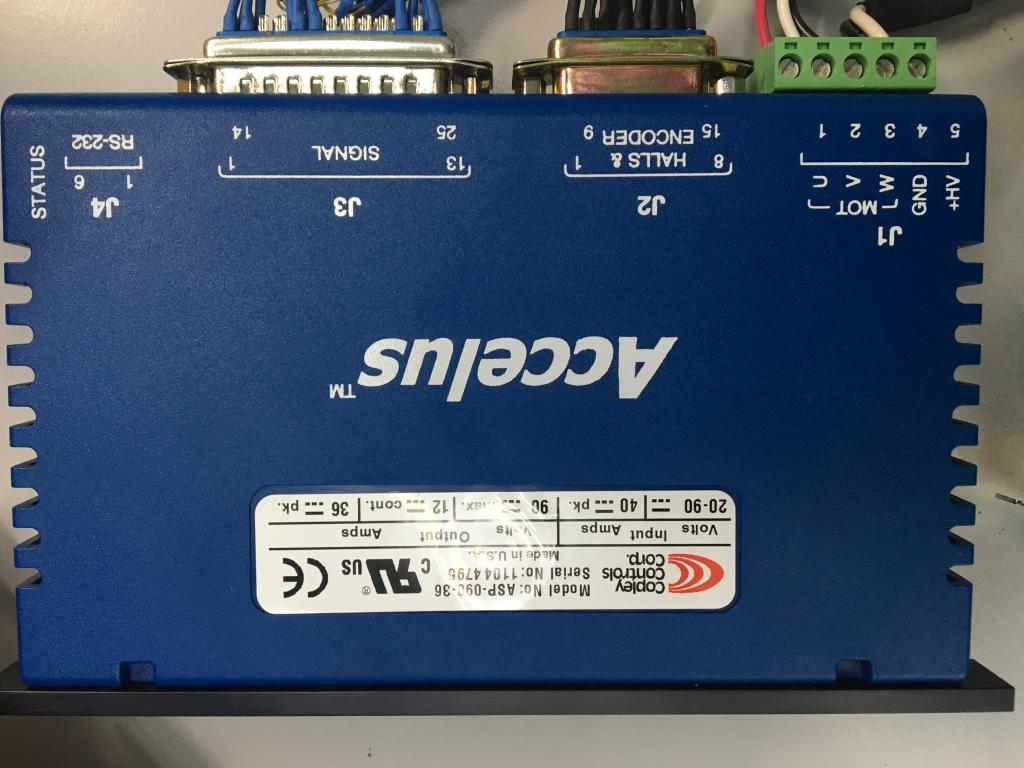 Copley
Controls
Corp.
Model No: ASP-090-36
Serial No: 11044795
Made in U.S.A.
®
C
US
CE
Input
Output
Volts
Amps
Volts
Amps
20-90
40 pk.
90 max.
12 cont.
36 pk.
Accelus™
J1
MOT
+HV
GND
W
V
U
5
4
3
2
1
J2
HALLS &
ENCODER
8
1
15
9
J3
SIGNAL
13
1
25
14
J4
RS-232
1
6
STATUS